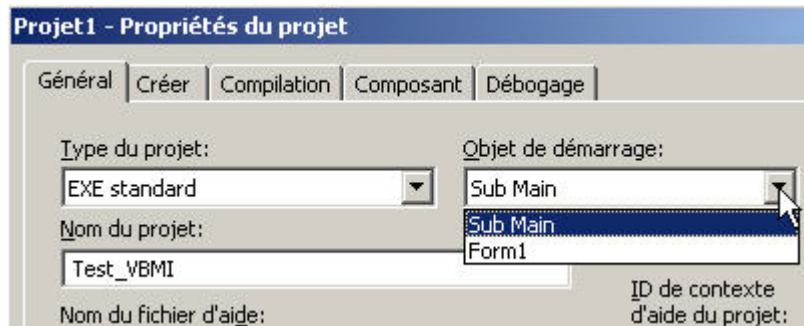 Projet1 - Propriétés du projet
Général Créer Compilation Composant Débogage
Type du projet: Objet de démarrage:
EXE standard Sub Main
Sub Main
Nom du projet:
Form1
Test_VBMI
ID de contexte
Nom du fichier d'aide: d'aide du projet: